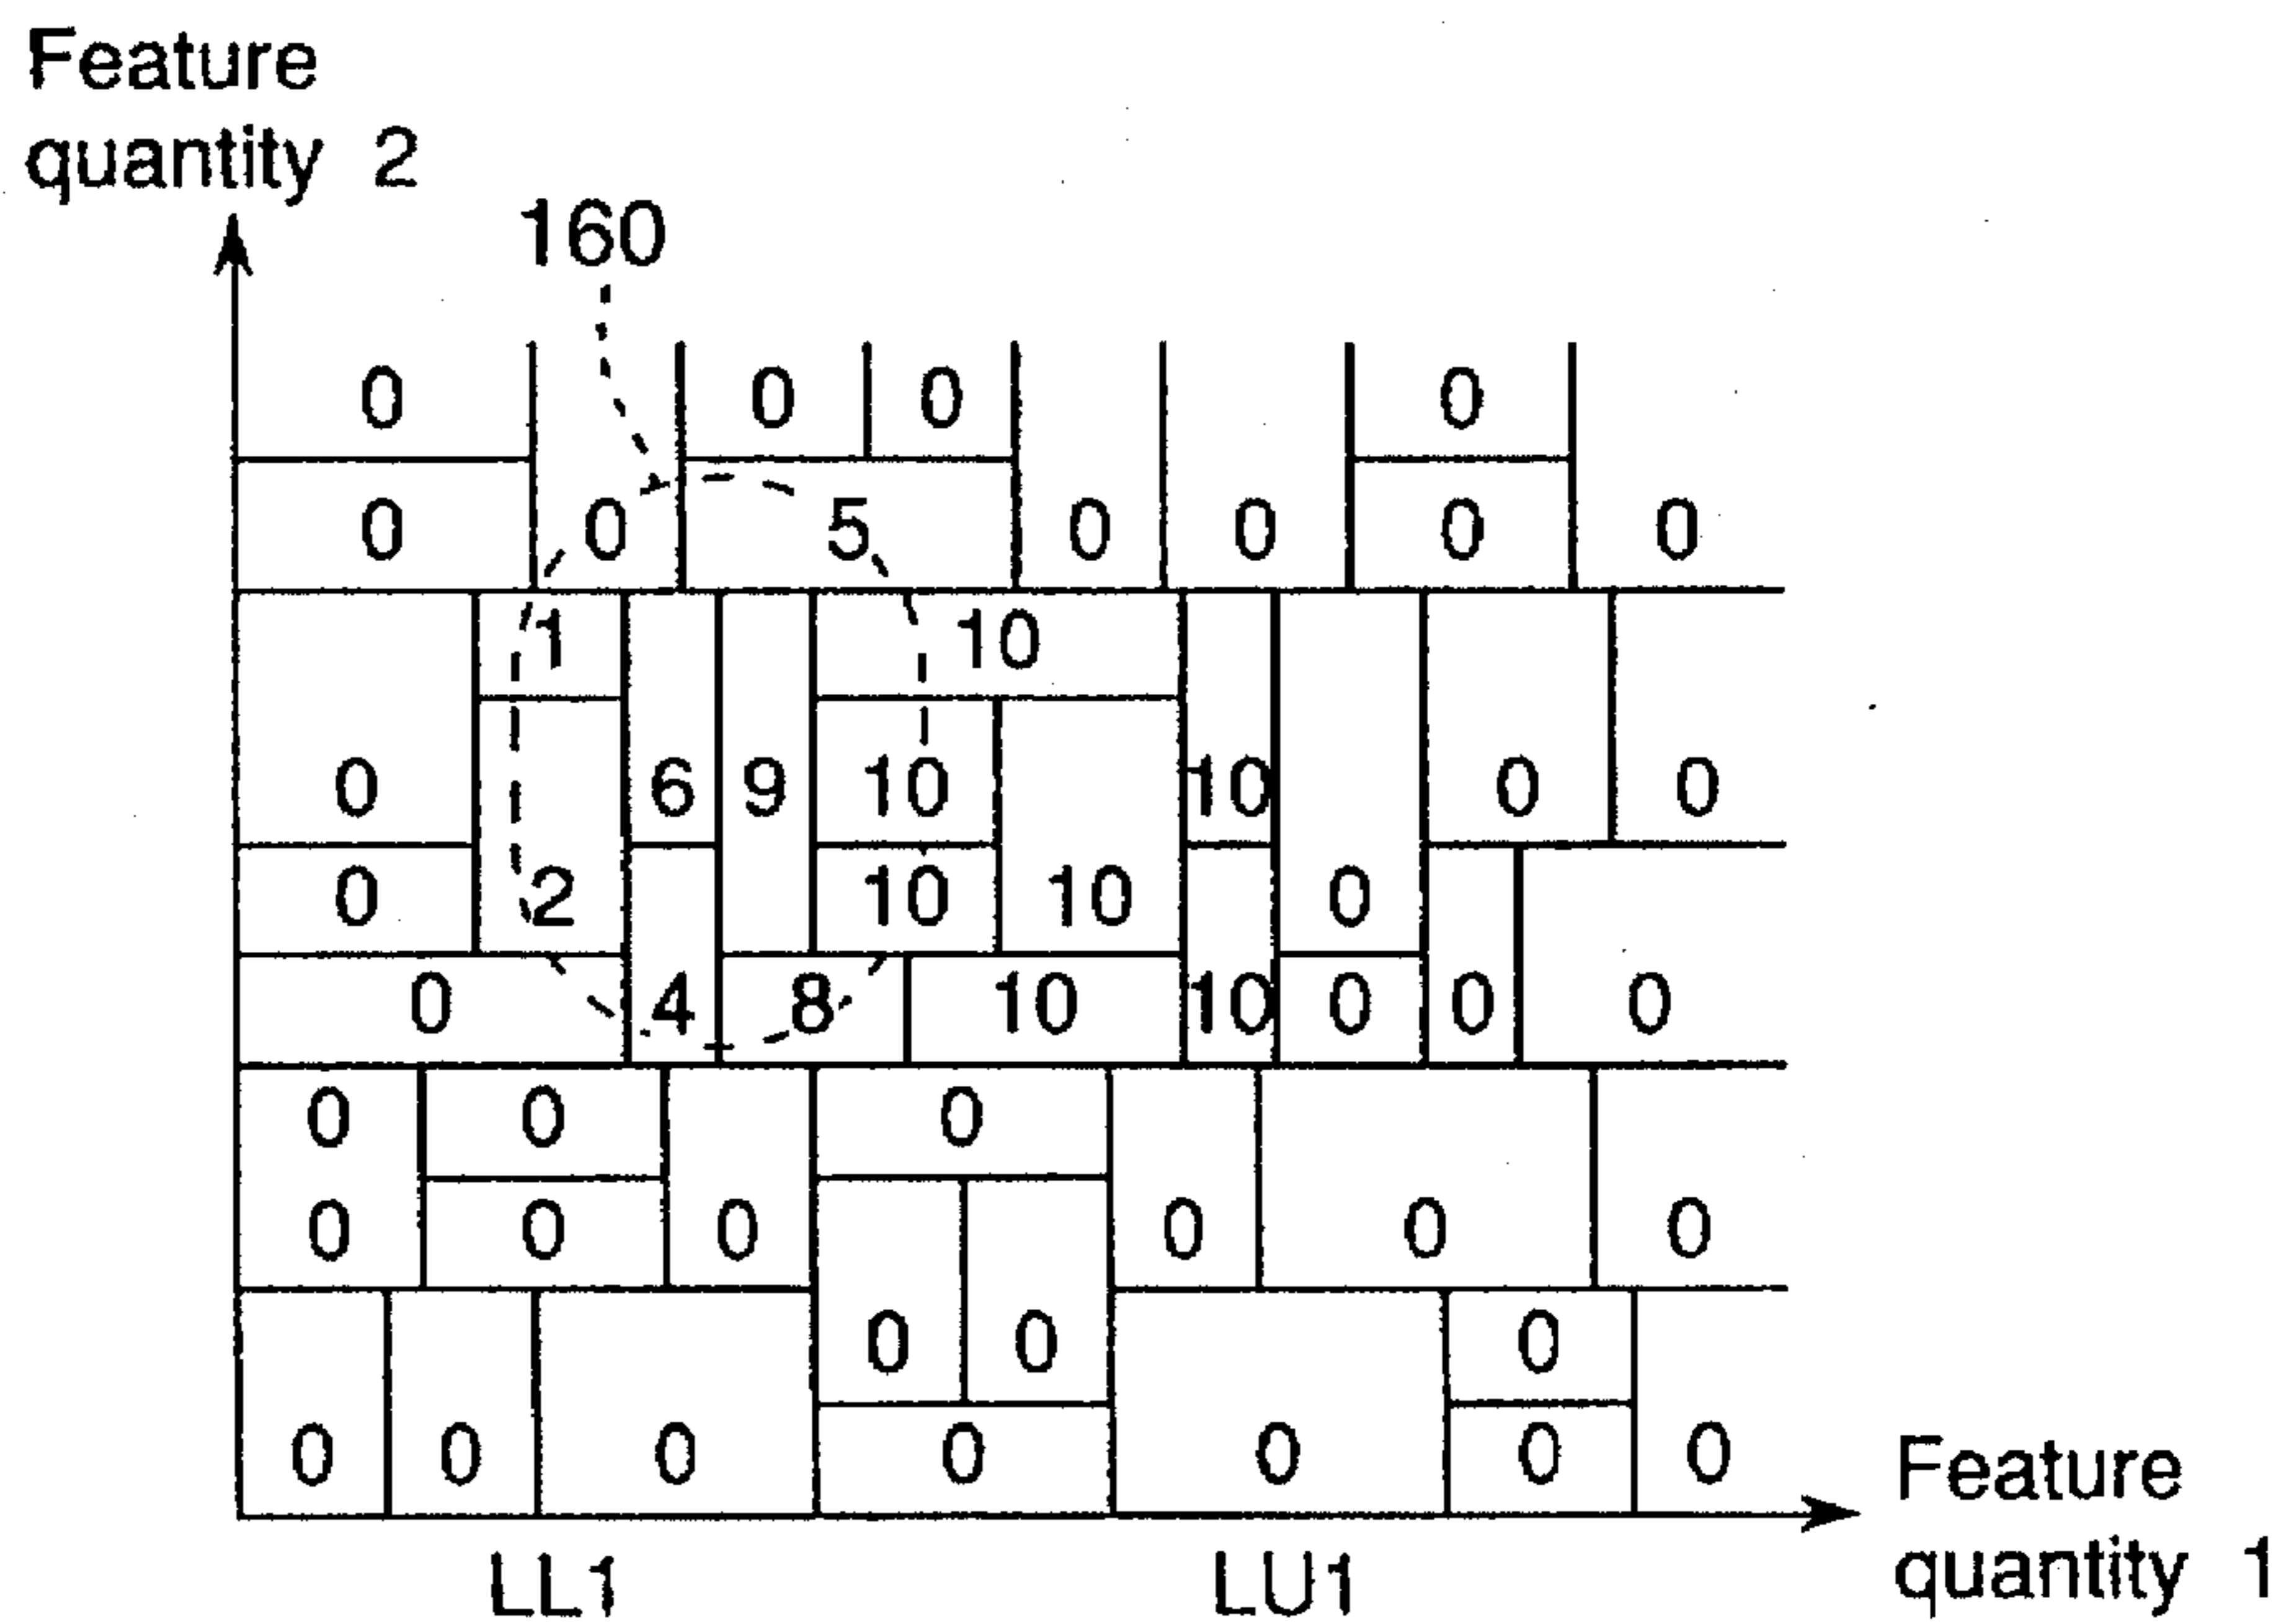 Feature
quantity 2
160
0 0 0 0
0 0 5 0 0 0 0
1 10
0 6 9 10 10 0 0
0 2 10 10 0
0 4 8 10 10 0 0 0
0 0 0
0 0 0 0 0 0
0 0 0
0 0 0 0 0 0 0
Feature
quantity 1
LL1 LU1